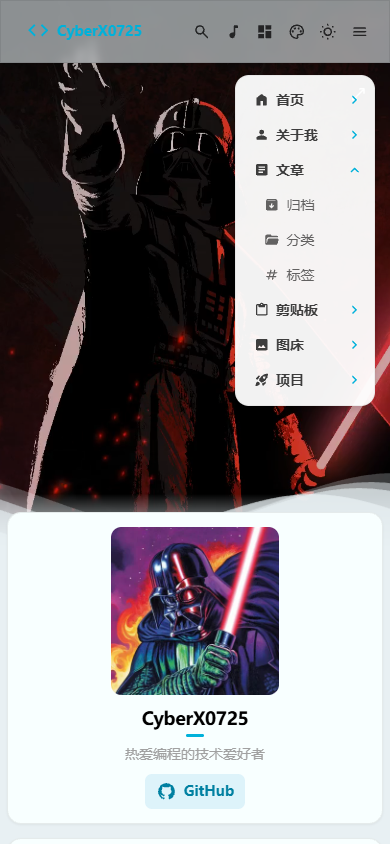 CyberX0725
首页
关于我
文章
归档
分类
标签
剪贴板
图床
项目
CyberX0725
热爱编程的技术爱好者
GitHub